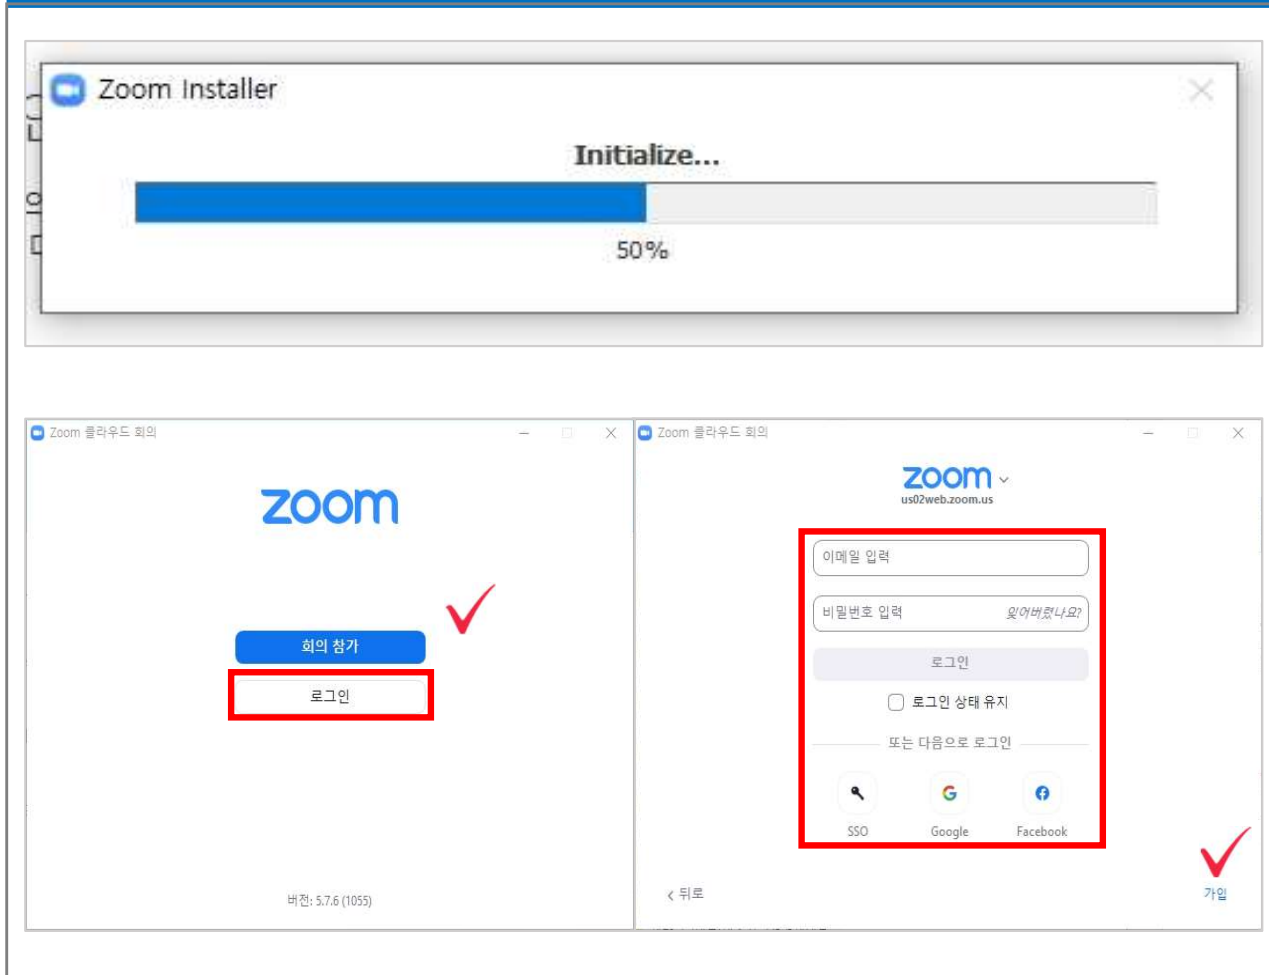 Zoom Installer
Initialize...
50%
Zoom 클라우드 회의
zoom
회의 참가
로그인
버전: 5.7.6 (1055)
Zoom 클라우드 회의
zoom
us02web.zoom.us
이메일 입력
비밀번호 입력 잊어버렸나요?
로그인
로그인 상태 유지
또는 다음으로 로그인
SSO Google Facebook
뒤로
가입